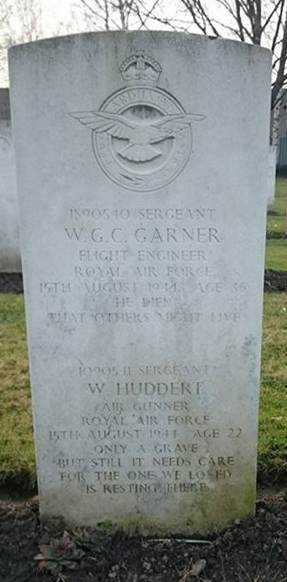 1890540 SERGEANT
W.G.C. GARNER
FLIGHT ENGINEER
ROYAL AIR FORCE
15TH AUGUST 1944 AGE 36
HE DIED
THAT OTHERS MIGHT LIVE
SERGEANT
W. HUDDERT
AIR GUNNER
ROYAL AIR FORCE
15TH AUGUST 1944 AGE 22
ONLY A GRAVE
BUT STILL IT NEEDS CARE
FOR THE ONE WE LOVED
IS RESTING THERE